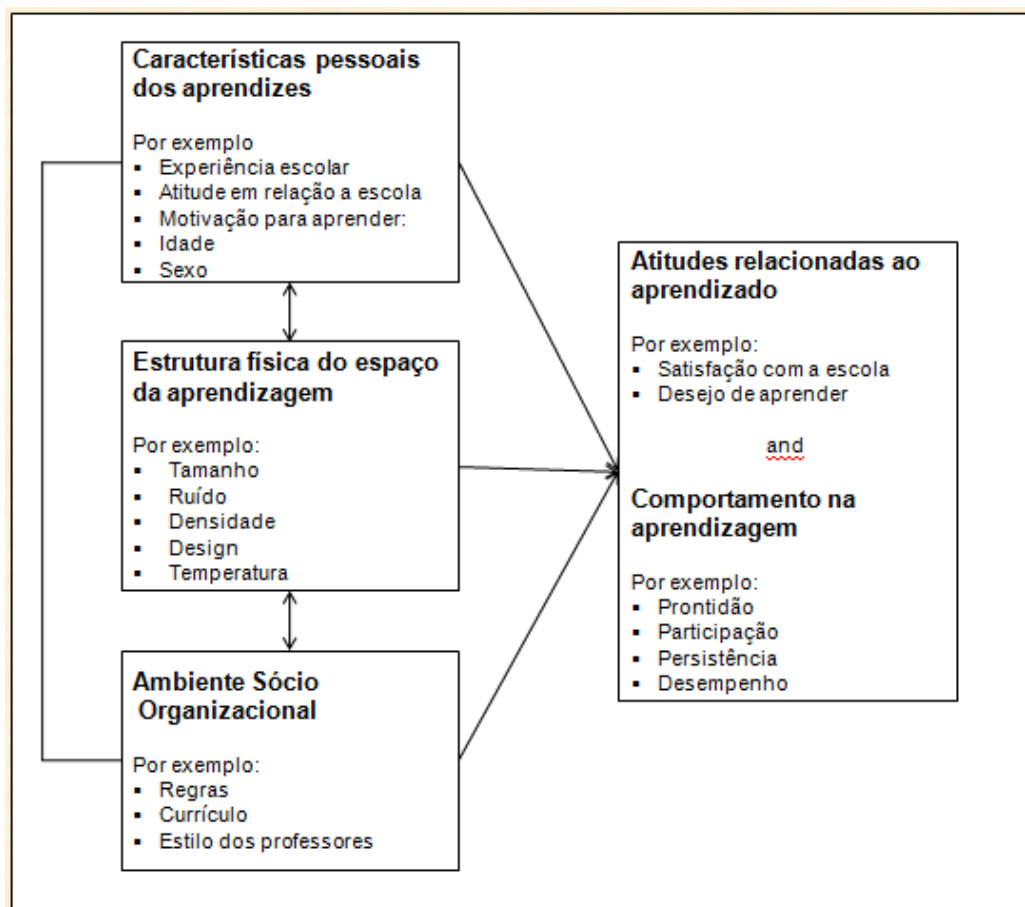 Características pessoais
dos aprendizes
Por exemplo
▪ Experiência escolar
▪ Atitude em relação a escola
▪ Motivação para aprender:
▪ Idade
▪ Sexo
Estrutura física do espaço
da aprendizagem
Por exemplo:
▪ Tamanho
▪ Ruído
▪ Densidade
▪ Design
▪ Temperatura
Ambiente Sócio
Organizacional
Por exemplo:
▪ Regras
▪ Currículo
▪ Estilo dos professores
Atitudes relacionadas ao
aprendizado
Por exemplo:
▪ Satisfação com a escola
▪ Desejo de aprender
and
Comportamento na
aprendizagem
Por exemplo:
▪ Prontidão
▪ Participação
▪ Persistência
▪ Desempenho